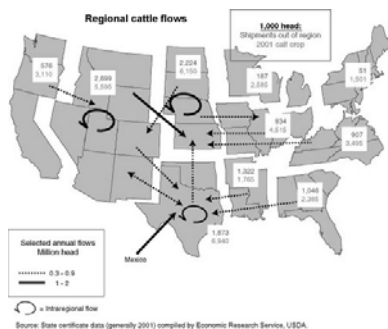 Regional cattle flows
1,000 head:
Shipments out of region
2001 calf crop
576
3,110
2,699
5,595
2,224
6,150
187
2,585
51
1,501
834
4,515
907
3,495
1,322
1,765
1,046
2,385
1,873
6,940
Mexico
Selected annual flows
Million head
0.3 - 0.9
1 - 2
Intraregional flow
Source: State certificate data (generally 2001) compiled by Economic Research Service, USDA.